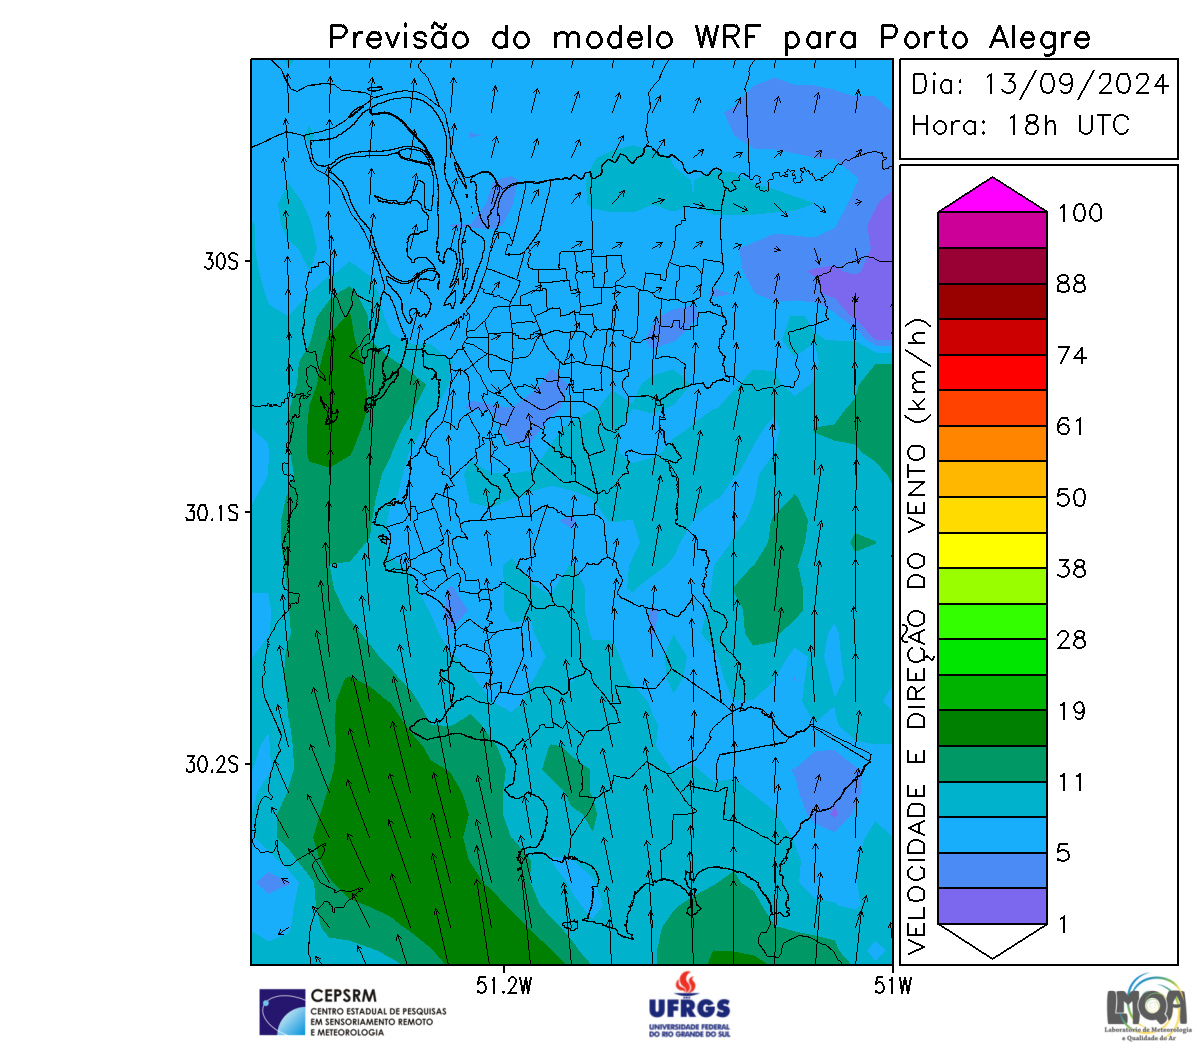 Previsão do modelo WRF para Porto Alegre
Dia: 13/09/2024
Hora: 18h UTC
30S
30.1S
30.2S
51.2W
51W
VELOCIDADE E DIREÇÃO DO VENTO (km/h)
100
88
74
61
50
38
28
19
11
5
1
CEPSRM
CENTRO ESTADUAL DE PESQUISAS
EM SENSORIAMENTO REMOTO
E METEOROLOGIA
UFRGS
UNIVERSIDADE FEDERAL
DO RIO GRANDE DO SUL
LMQA
Laboratório de Meteorologia
e Qualidade do Ar